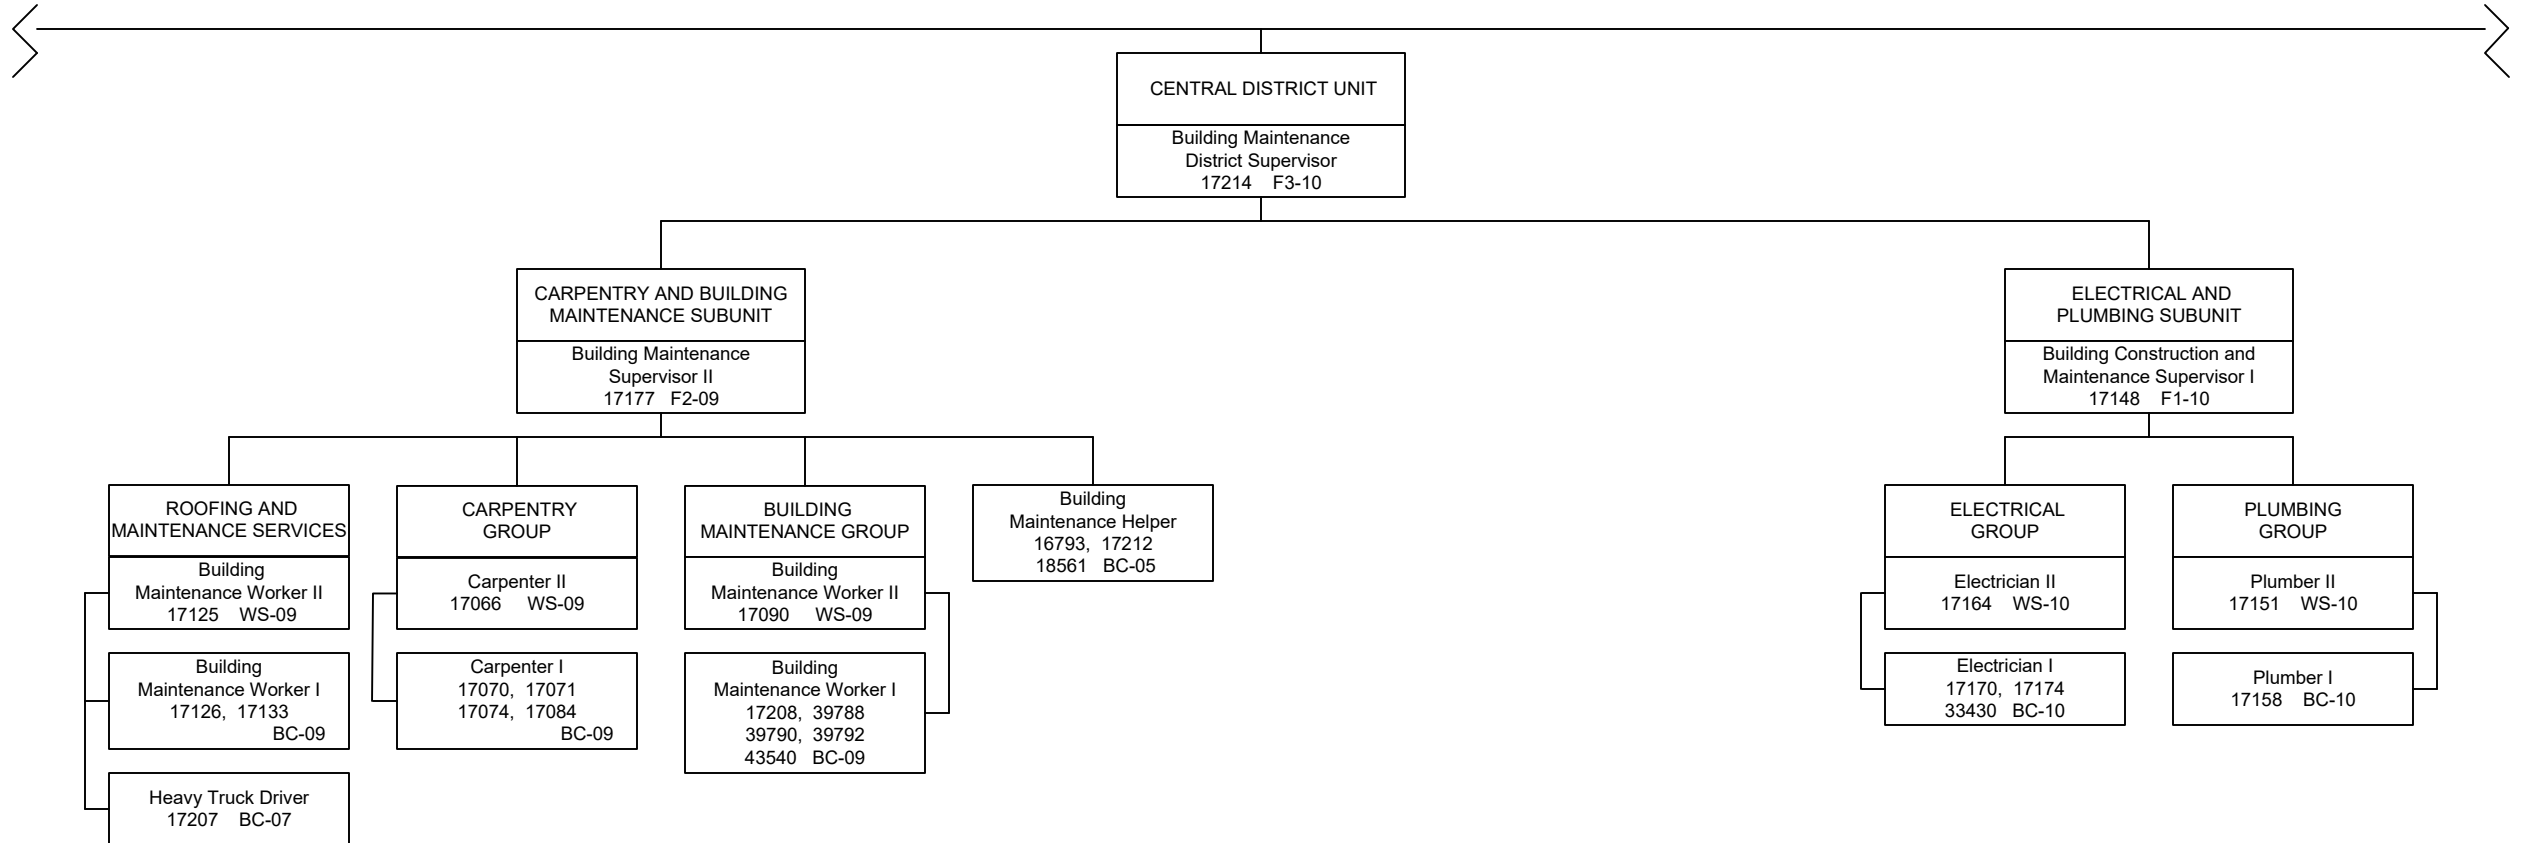 CENTRAL DISTRICT UNIT
Building Maintenance
District Supervisor
17214 F3-10
CARPENTRY AND BUILDING
MAINTENANCE SUBUNIT
Building Maintenance
Supervisor II
17177 F2-09
ELECTRICAL AND
PLUMBING SUBUNIT
Building Construction and
Maintenance Supervisor I
17148 F1-10
ROOFING AND
MAINTENANCE SERVICES
Building
Maintenance Worker II
17125 WS-09
Building
Maintenance Worker I
17126, 17133
BC-09
Heavy Truck Driver
17207 BC-07
CARPENTRY
GROUP
Carpenter II
17066 WS-09
Carpenter I
17070, 17071
17074, 17084
BC-09
BUILDING
MAINTENANCE GROUP
Building
Maintenance Worker II
17090 WS-09
Building
Maintenance Worker I
17208, 39788
39790, 39792
43540 BC-09
Building
Maintenance Helper
16793, 17212
18561 BC-05
ELECTRICAL
GROUP
Electrician II
17164 WS-10
Electrician I
17170, 17174
33430 BC-10
PLUMBING
GROUP
Plumber II
17151 WS-10
Plumber I
17158 BC-10